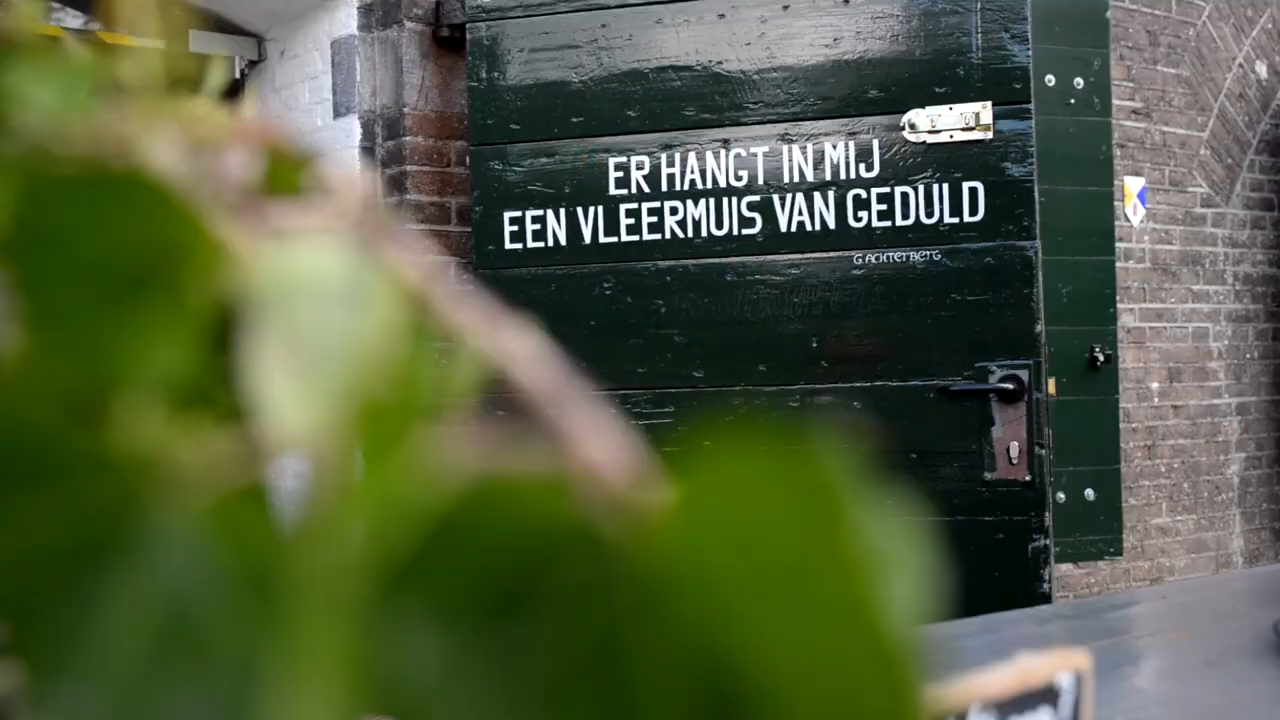 ER HANGT IN MIJ
EEN VLEERMUIS VAN GEDULD
G. ACHTERBERG